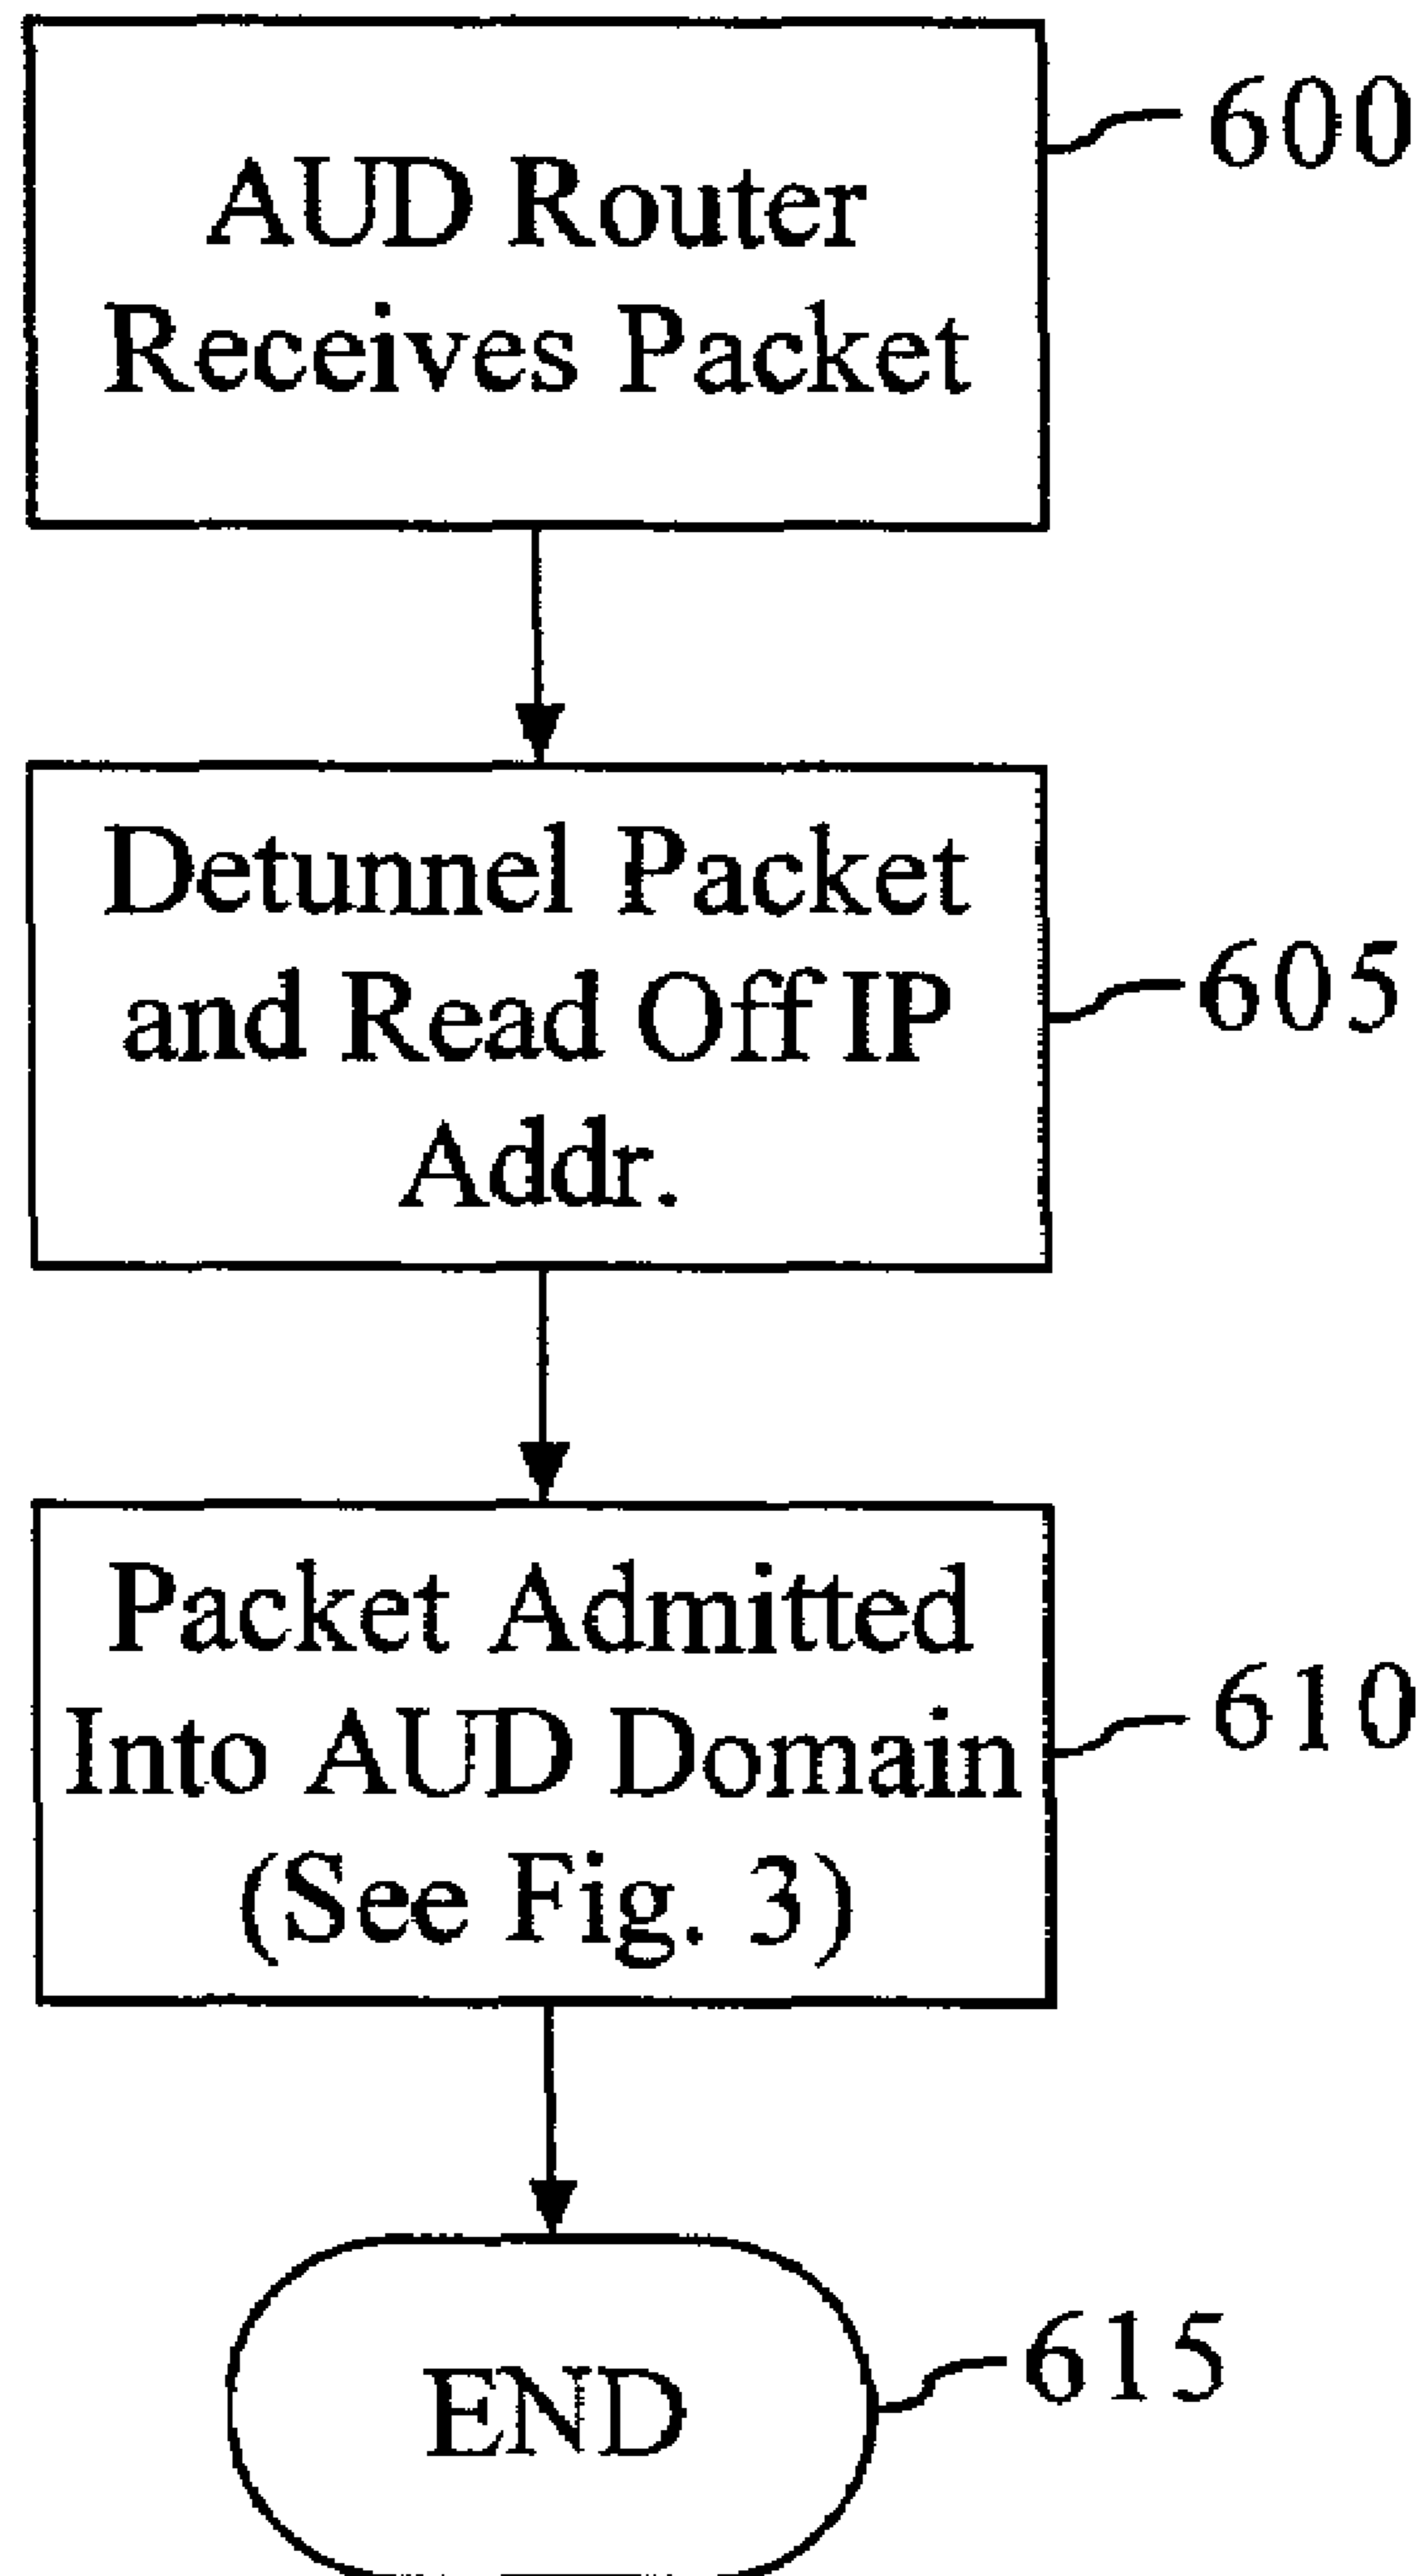 AUD Router
Receives Packet
600
Detunnel Packet
and Read Off IP
Addr.
605
Packet Admitted
Into AUD Domain
(See Fig. 3)
610
END
615